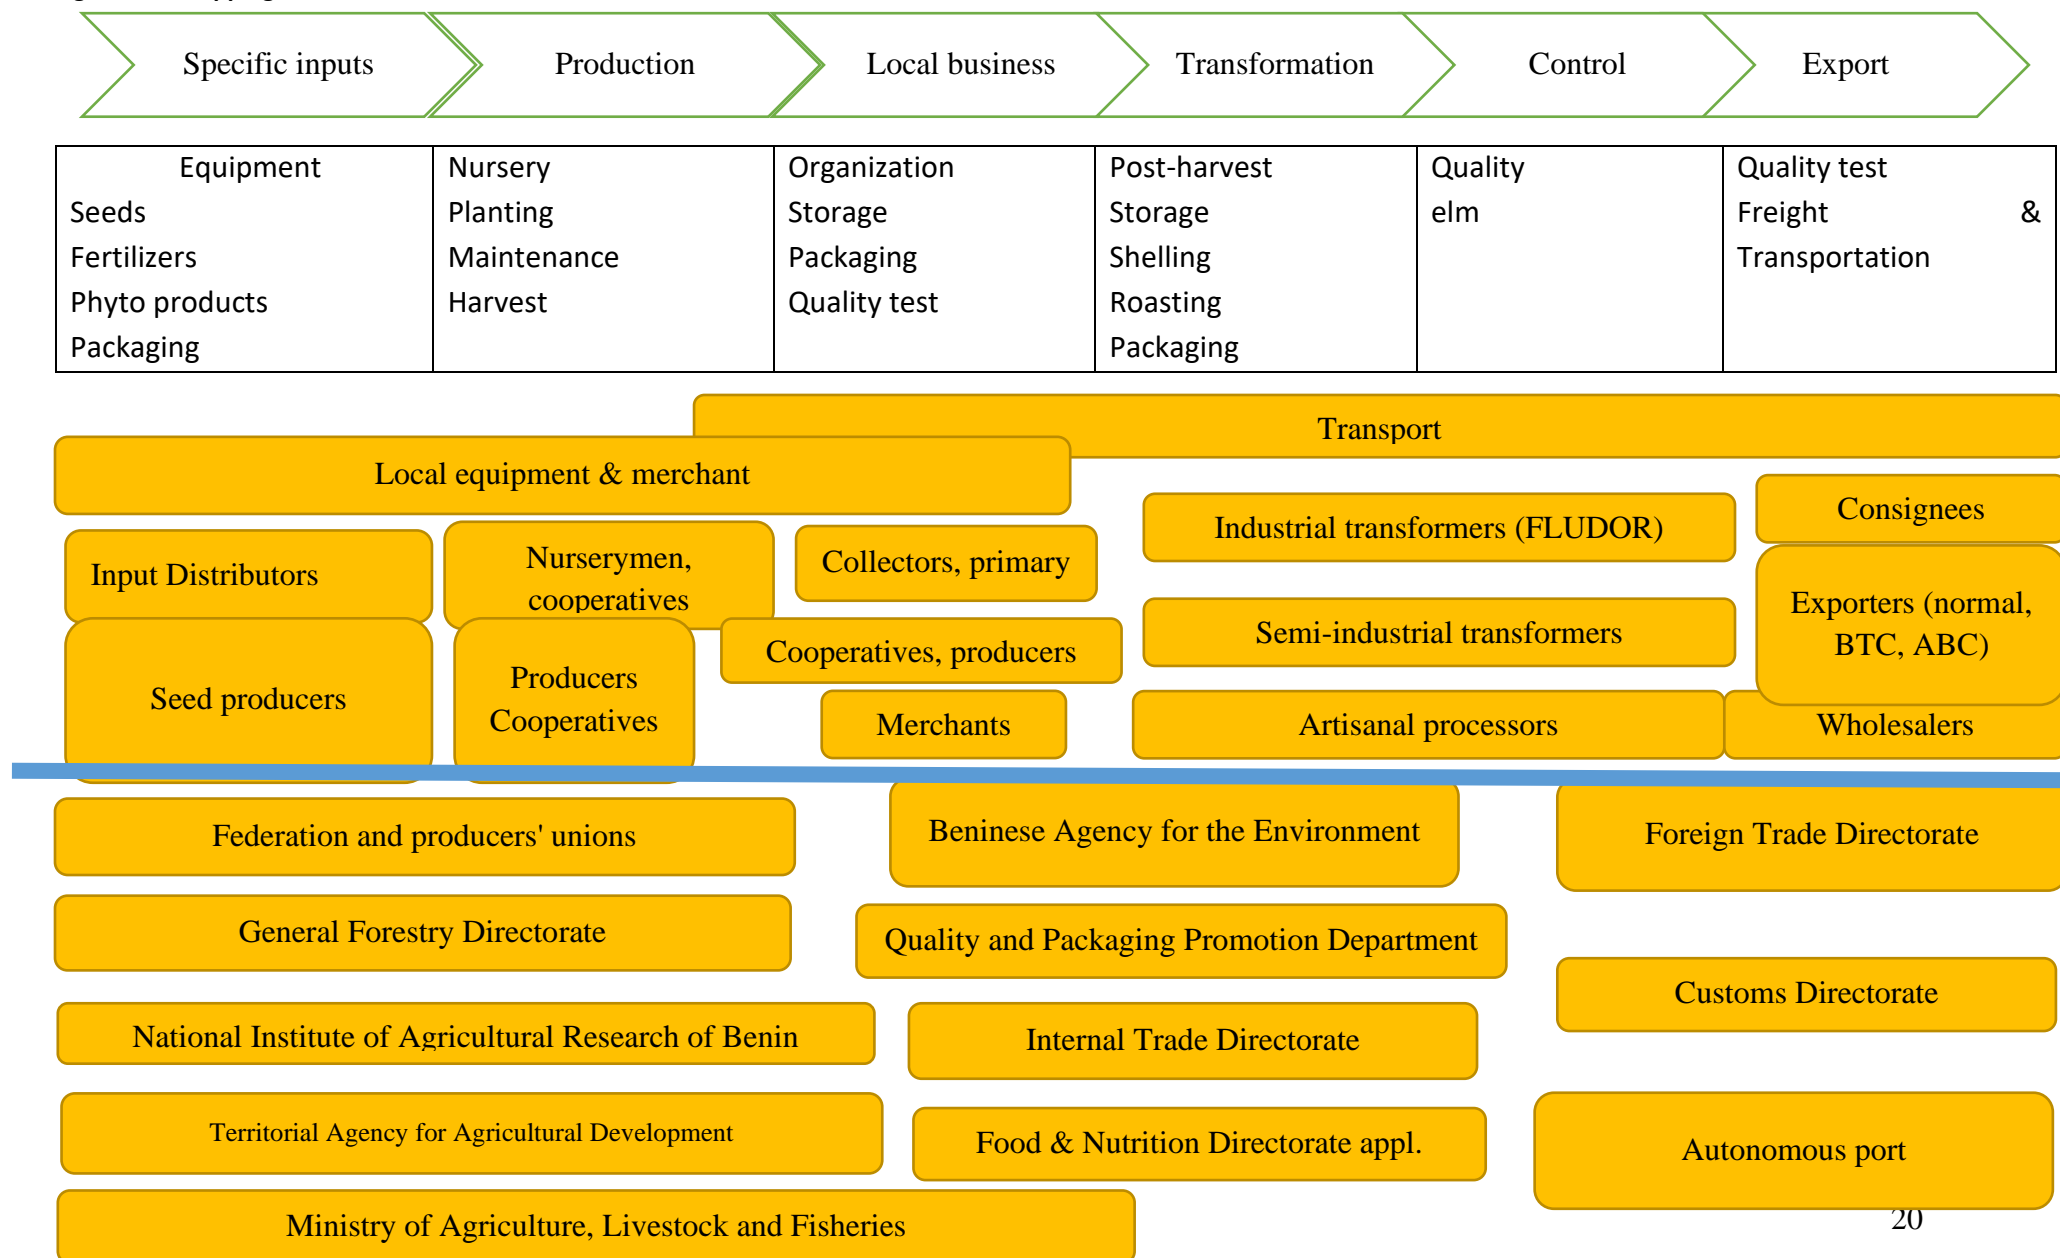 Specific inputs
Production
Local business
Transformation
Control
Export
Equipment
Seeds
Fertilizers
Phyto products
Packaging
Nursery
Planting
Maintenance
Harvest
Organization
Storage
Packaging
Quality test
Post-harvest
Storage
Shelling
Roasting
Packaging
Quality
elm
Quality test
Freight &
Transportation
Transport
Local equipment & merchant
Input Distributors
Seed producers
Nurserymen,
cooperatives
Producers
Cooperatives
Collectors, primary
Cooperatives, producers
Merchants
Industrial transformers (FLUDOR)
Semi-industrial transformers
Artisanal processors
Consignees
Exporters (normal,
BTC, ABC)
Wholesalers
Federation and producers' unions
General Forestry Directorate
National Institute of Agricultural Research of Benin
Territorial Agency for Agricultural Development
Ministry of Agriculture, Livestock and Fisheries
Beninese Agency for the Environment
Quality and Packaging Promotion Department
Internal Trade Directorate
Food & Nutrition Directorate appl.
Foreign Trade Directorate
Customs Directorate
Autonomous port
20